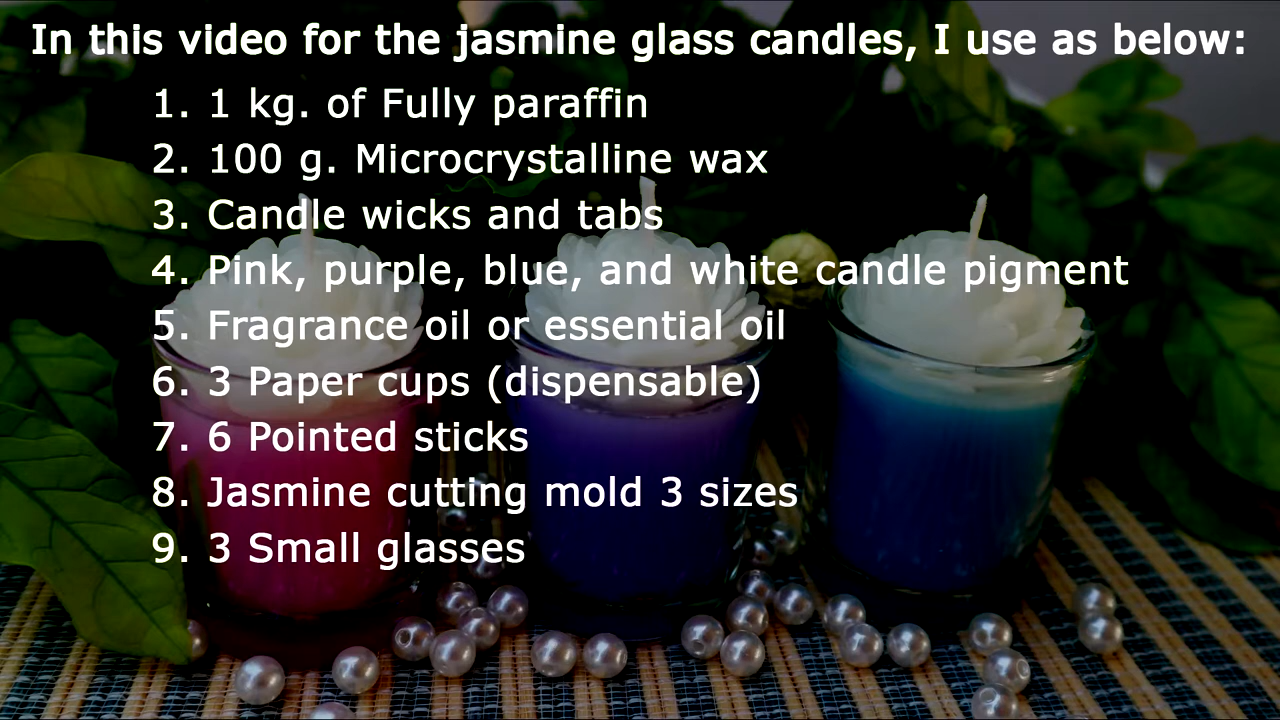 In this video for the jasmine glass candles, I use as below:
1. 1 kg. of Fully paraffin
2. 100 g. Microcrystalline wax
3. Candle wicks and tabs
4. Pink, purple, blue, and white candle pigment
5. Fragrance oil or essential oil
6. 3 Paper cups (dispensable)
7. 6 Pointed sticks
8. Jasmine cutting mold 3 sizes
9. 3 Small glasses